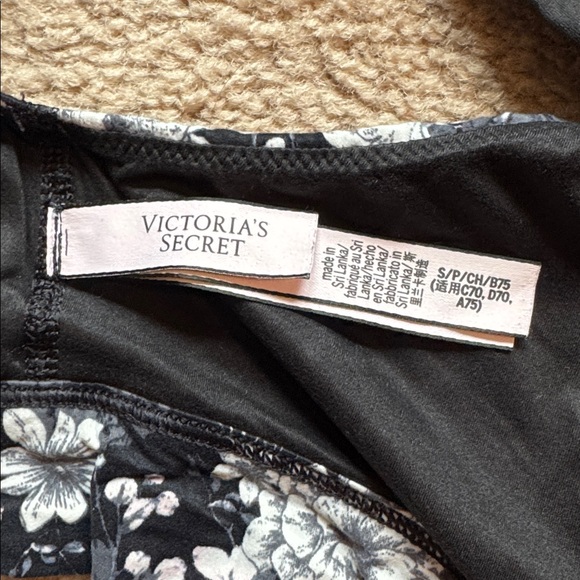 VICTORIA'S
SECRET
made in
Sri Lanka/
fabriqué au Sri
Lanka/hecho
en Sri Lanka/
fabricato in
Sri Lanka/斯
里兰卡制造
S/P/CH/B75
(适用C70, D70,
A75)